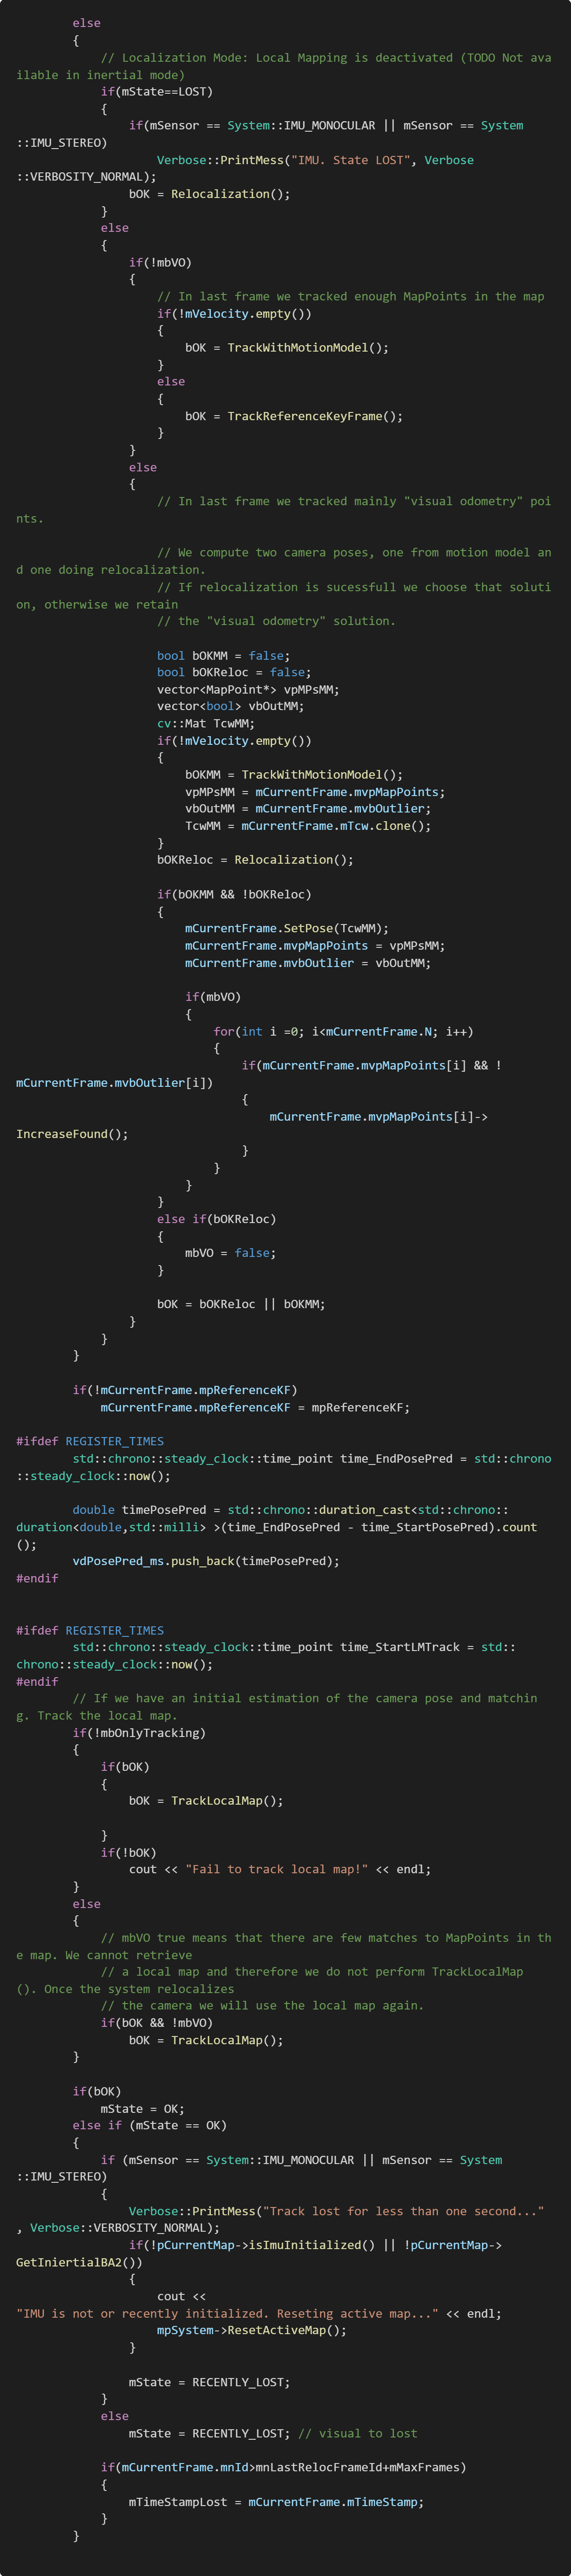 else
        {
            // Localization Mode: Local Mapping is deactivated (TODO Not ava
ilable in inertial mode)
            if(mState==LOST)
            {
                if(mSensor == System::IMU_MONOCULAR || mSensor == System
::IMU_STEREO)
                    Verbose::PrintMess("IMU. State LOST", Verbose
::VERBOSITY_NORMAL);
                bOK = Relocalization();
            }
            else
            {
                if(!mbVO)
                {
                    // In last frame we tracked enough MapPoints in the map
                    if(!mVelocity.empty())
                    {
                        bOK = TrackWithMotionModel();
                    }
                    else
                    {
                        bOK = TrackReferenceKeyFrame();
                    }
                }
                else
                {
                    // In last frame we tracked mainly "visual odometry" poi
nts.

                    // We compute two camera poses, one from motion model an
d one doing relocalization.
                    // If relocalization is sucessfull we choose that soluti
on, otherwise we retain
                    // the "visual odometry" solution.

                    bool bOKMM = false;
                    bool bOKReloc = false;
                    vector<MapPoint*> vpMPsMM;
                    vector<bool> vbOutMM;
                    cv::Mat TcwMM;
                    if(!mVelocity.empty())
                    {
                        bOKMM = TrackWithMotionModel();
                        vpMPsMM = mCurrentFrame.mvpMapPoints;
                        vbOutMM = mCurrentFrame.mvbOutlier;
                        TcwMM = mCurrentFrame.mTcw.clone();
                    }
                    bOKReloc = Relocalization();

                    if(bOKMM && !bOKReloc)
                    {
                        mCurrentFrame.SetPose(TcwMM);
                        mCurrentFrame.mvpMapPoints = vpMPsMM;
                        mCurrentFrame.mvbOutlier = vbOutMM;

                        if(mbVO)
                        {
                            for(int i =0; i<mCurrentFrame.N; i++)
                            {
                                if(mCurrentFrame.mvpMapPoints[i] && !
mCurrentFrame.mvbOutlier[i])
                                {
                                    mCurrentFrame.mvpMapPoints[i]->
IncreaseFound();
                                }
                            }
                        }
                    }
                    else if(bOKReloc)
                    {
                        mbVO = false;
                    }

                    bOK = bOKReloc || bOKMM;
                }
            }
        }

        if(!mCurrentFrame.mpReferenceKF)
            mCurrentFrame.mpReferenceKF = mpReferenceKF;

#ifdef REGISTER_TIMES
        std::chrono::steady_clock::time_point time_EndPosePred = std::chrono
::steady_clock::now();

        double timePosePred = std::chrono::duration_cast<std::chrono::
duration<double,std::milli> >(time_EndPosePred - time_StartPosePred).count
();
        vdPosePred_ms.push_back(timePosePred);
#endif


#ifdef REGISTER_TIMES
        std::chrono::steady_clock::time_point time_StartLMTrack = std::
chrono::steady_clock::now();
#endif
        // If we have an initial estimation of the camera pose and matchin
g. Track the local map.
        if(!mbOnlyTracking)
        {
            if(bOK)
            {
                bOK = TrackLocalMap();

            }
            if(!bOK)
                cout << "Fail to track local map!" << endl;
        }
        else
        {
            // mbVO true means that there are few matches to MapPoints in th
e map. We cannot retrieve
            // a local map and therefore we do not perform TrackLocalMap
(). Once the system relocalizes
            // the camera we will use the local map again.
            if(bOK && !mbVO)
                bOK = TrackLocalMap();
        }

        if(bOK)
            mState = OK;
        else if (mState == OK)
        {
            if (mSensor == System::IMU_MONOCULAR || mSensor == System
::IMU_STEREO)
            {
                Verbose::PrintMess("Track lost for less than one second..."
, Verbose::VERBOSITY_NORMAL);
                if(!pCurrentMap->isImuInitialized() || !pCurrentMap->
GetIniertialBA2())
                {
                    cout <<
"IMU is not or recently initialized. Reseting active map..." << endl;
                    mpSystem->ResetActiveMap();
                }

                mState = RECENTLY_LOST;
            }
            else
                mState = RECENTLY_LOST; // visual to lost

            if(mCurrentFrame.mnId>mnLastRelocFrameId+mMaxFrames)
            {
                mTimeStampLost = mCurrentFrame.mTimeStamp;
            }
        }